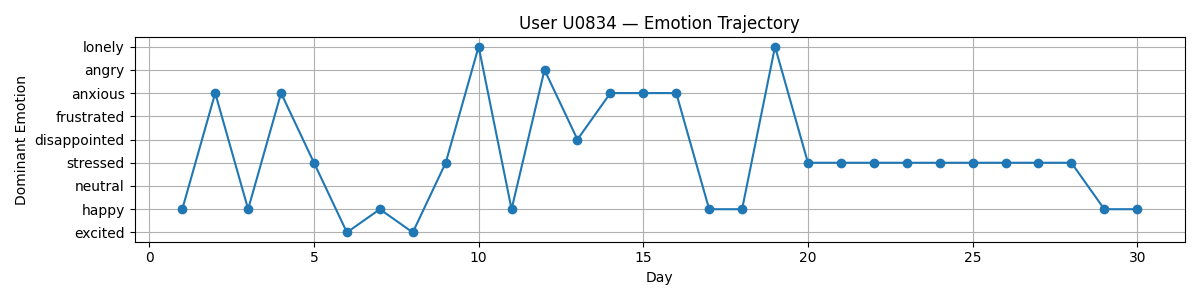 User U0834 — Emotion Trajectory
Dominant Emotion
lonely
angry
anxious
frustrated
disappointed
stressed
neutral
happy
excited
0 5 10 15 20 25 30
Day